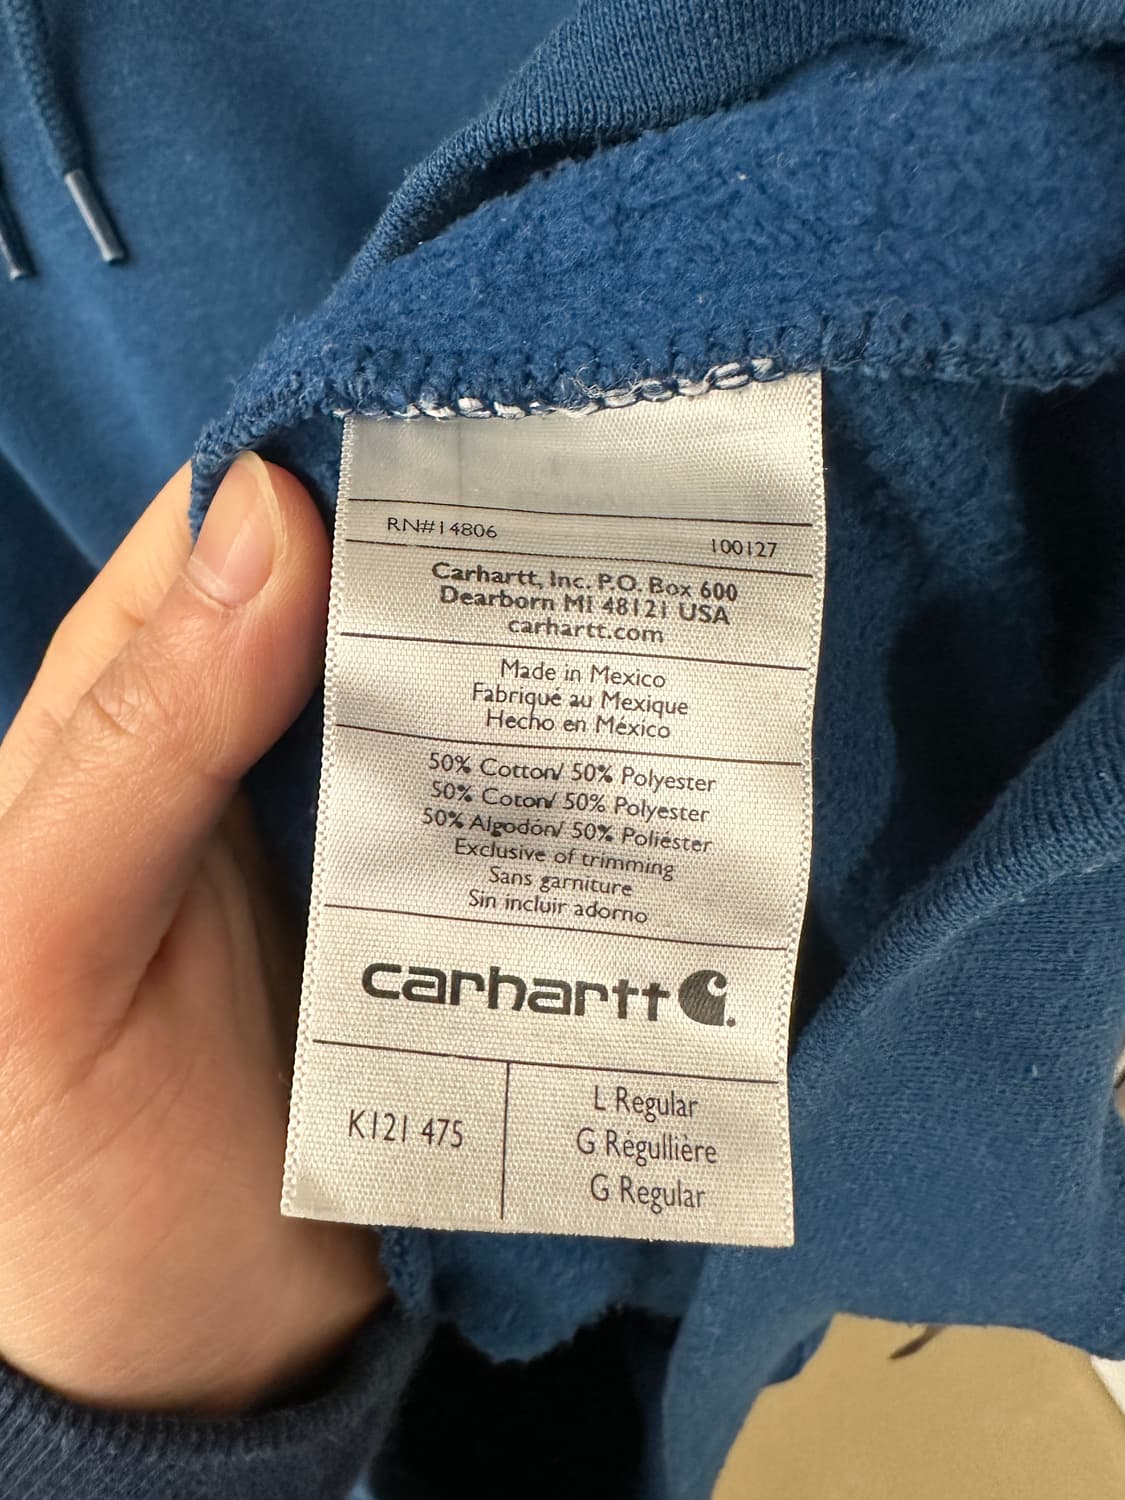 RN#14806 100127
Carhartt, Inc. P.O. Box 600
Dearborn MI 48121 USA
carhartt.com
Made in Mexico
Fabriqué au Mexique
Hecho en México
50% Cotton/ 50% Polyester
50% Coton/ 50% Polyester
50% Algodón/ 50% Poliéster
Exclusive of trimming
Sans garniture
Sin incluir adorno
carhartt
K121 475
L Regular
G Régullière
G Regular